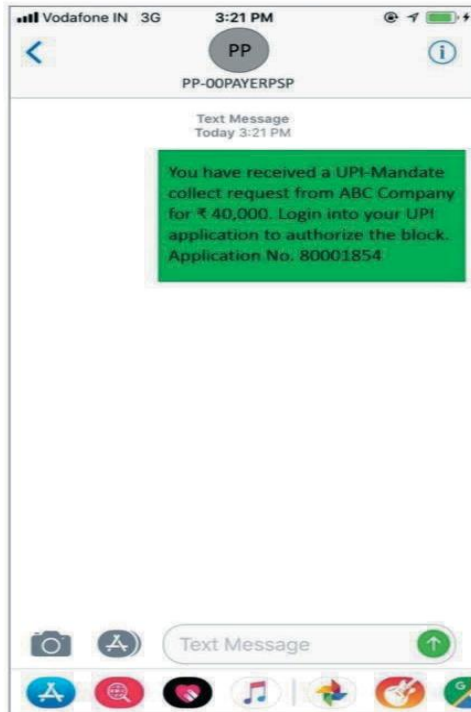 Vodafone IN 3G 3:21 PM
PP
PP-00PAYERPSP
Text Message
Today 3:21 PM
You have received a UPI-Mandate
collect request from ABC Company
for ₹ 40,000. Login into your UPI
application to authorize the block.
Application No. 80001854
Text Message